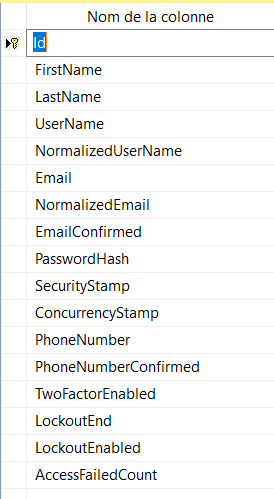 Nom de la colonne
Id
FirstName
LastName
UserName
NormalizedUserName
Email
NormalizedEmail
EmailConfirmed
PasswordHash
SecurityStamp
ConcurrencyStamp
PhoneNumber
PhoneNumberConfirmed
TwoFactorEnabled
LockoutEnd
LockoutEnabled
AccessFailedCount